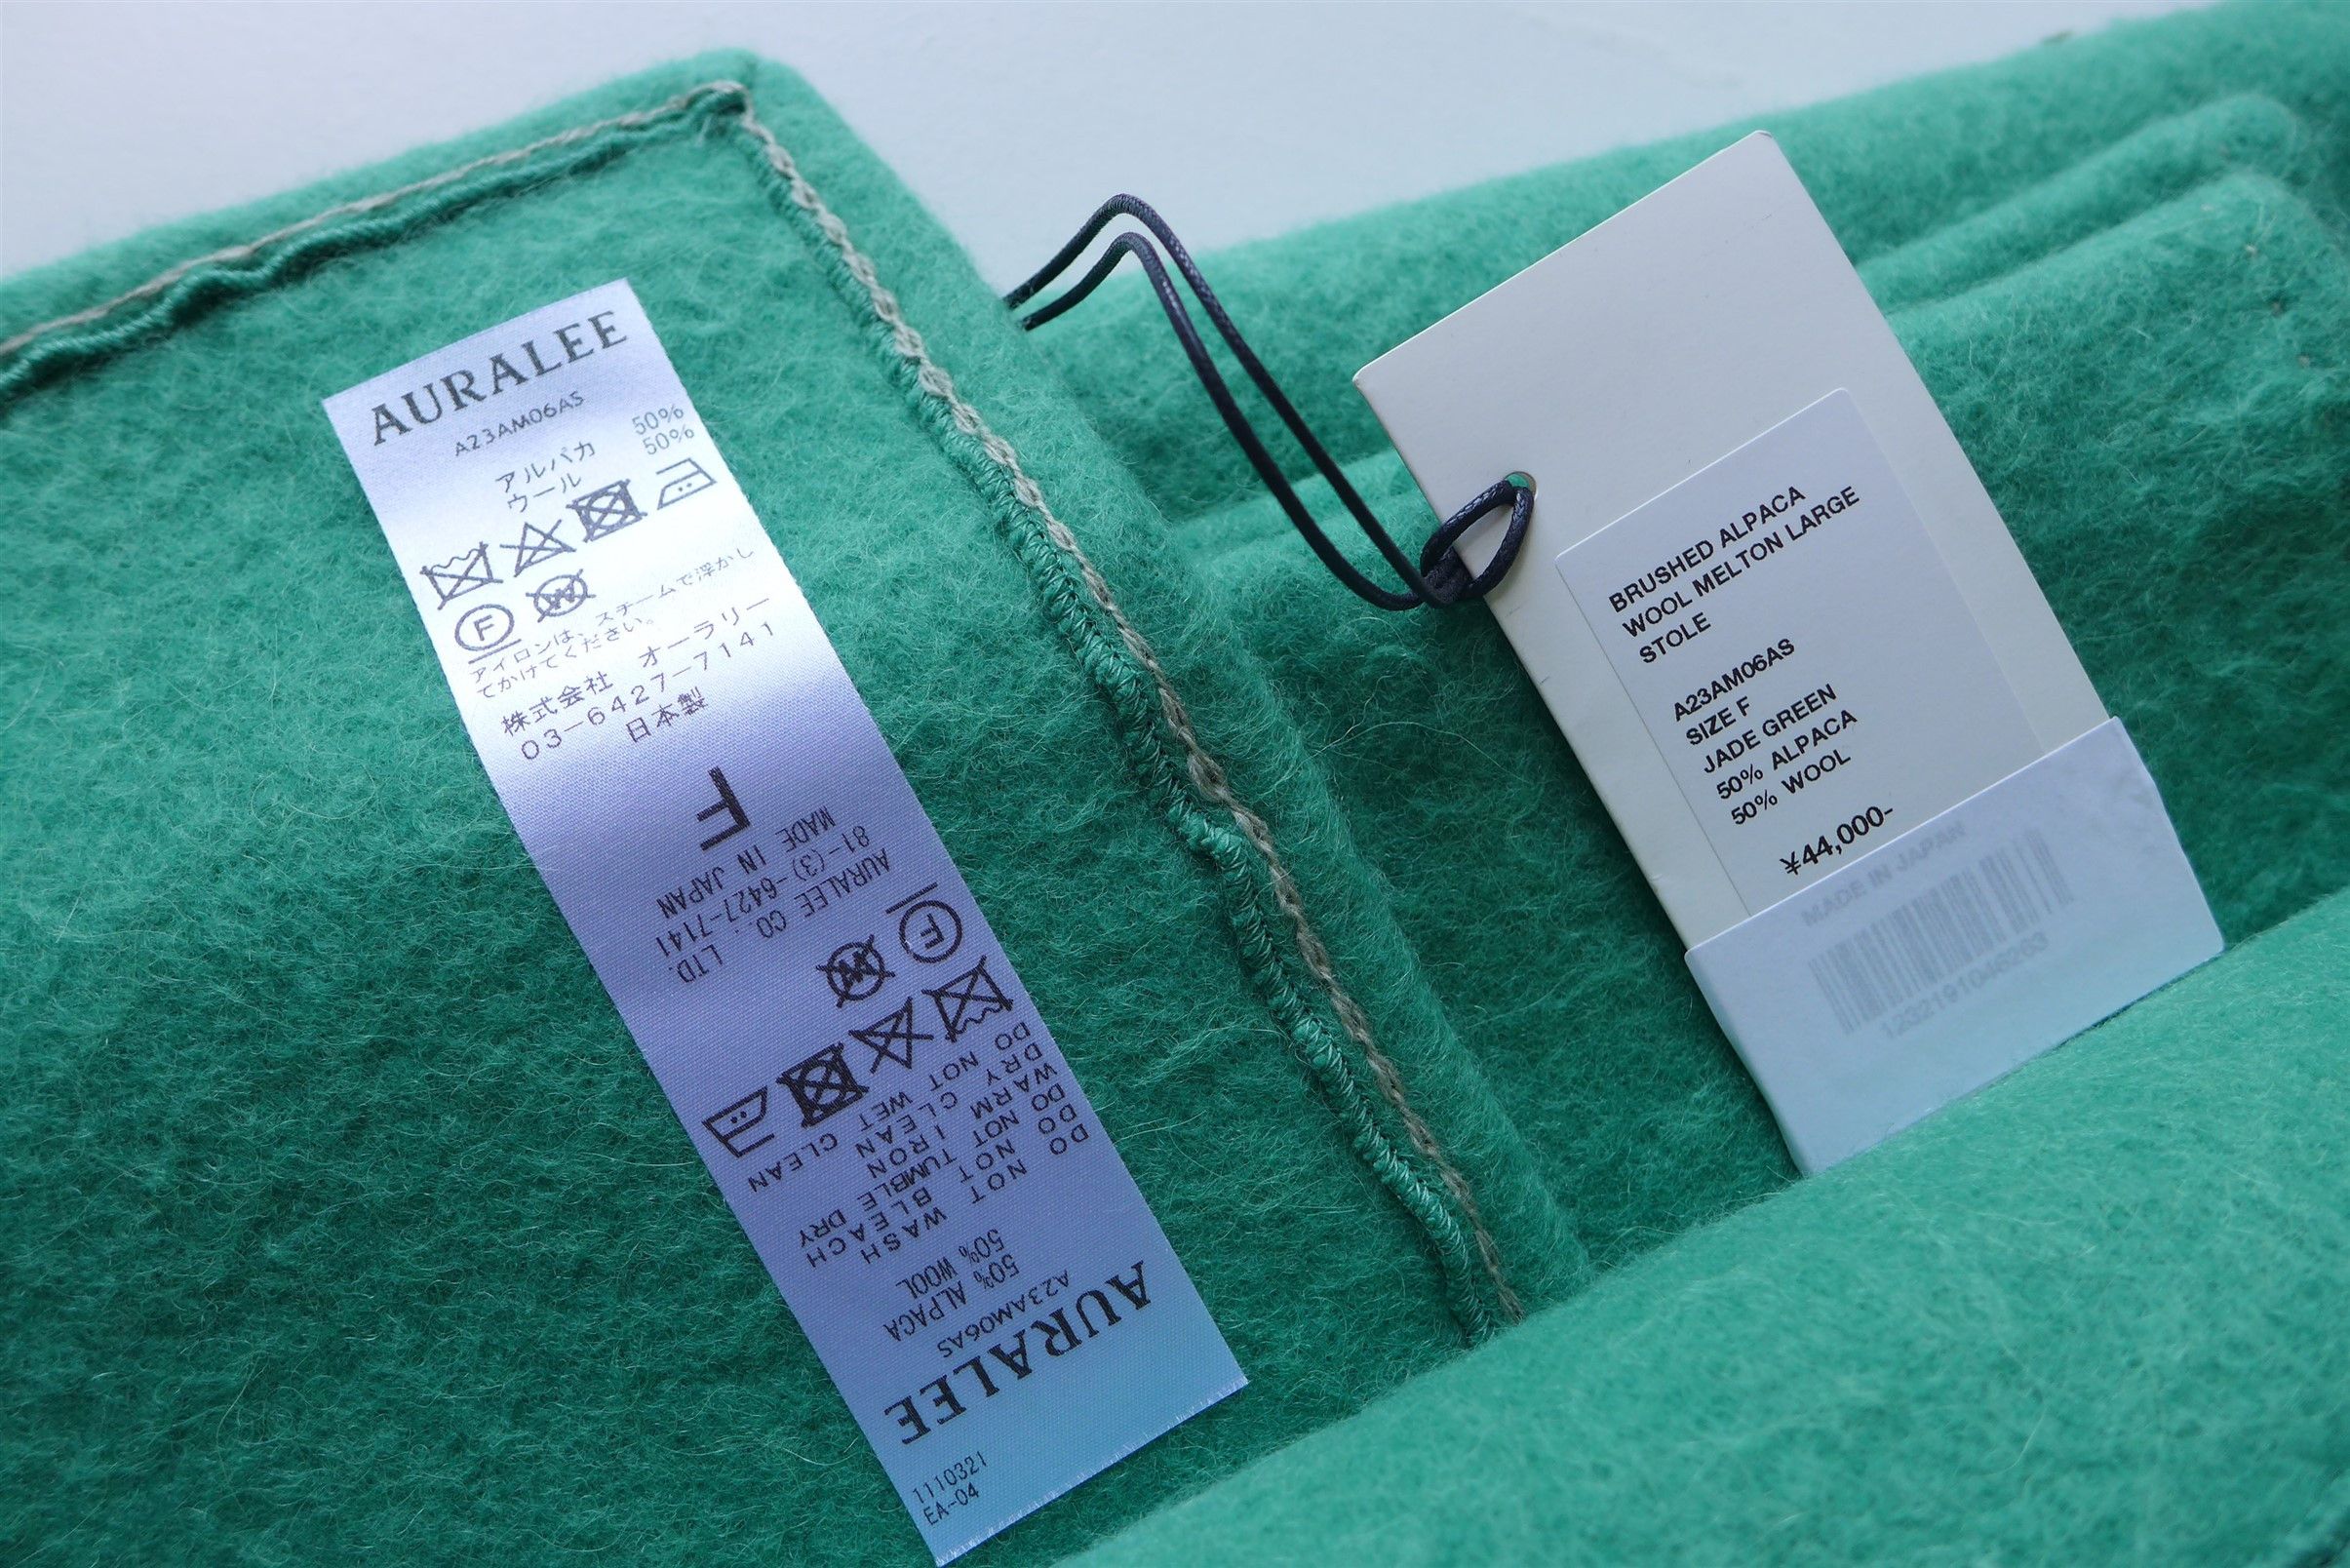 AURALEE
A23AM06AS
アルパカ 50%
ウール 50%
F W
アイロンは、スチームで浮かし
てかけてください。
株式会社 オーラリー
03-6427-7141
日本製
F
MADE IN JAPAN
81-(3)-6427-7141
AURALEE CO., LTD.
W F
DO NOT WET CLEAN
DRY CLEAN
WARM IRON
DO NOT TUMBLE DRY
DO NOT BLEACH
DO NOT WASH
50% WOOL
50% ALPACA
A23AM06AS
AURALEE
1110321
EA-04
BRUSHED ALPACA
WOOL MELTON LARGE
STOLE
A23AM06AS
SIZE F
JADE GREEN
50% ALPACA
50% WOOL
¥44,000-
MADE IN JAPAN